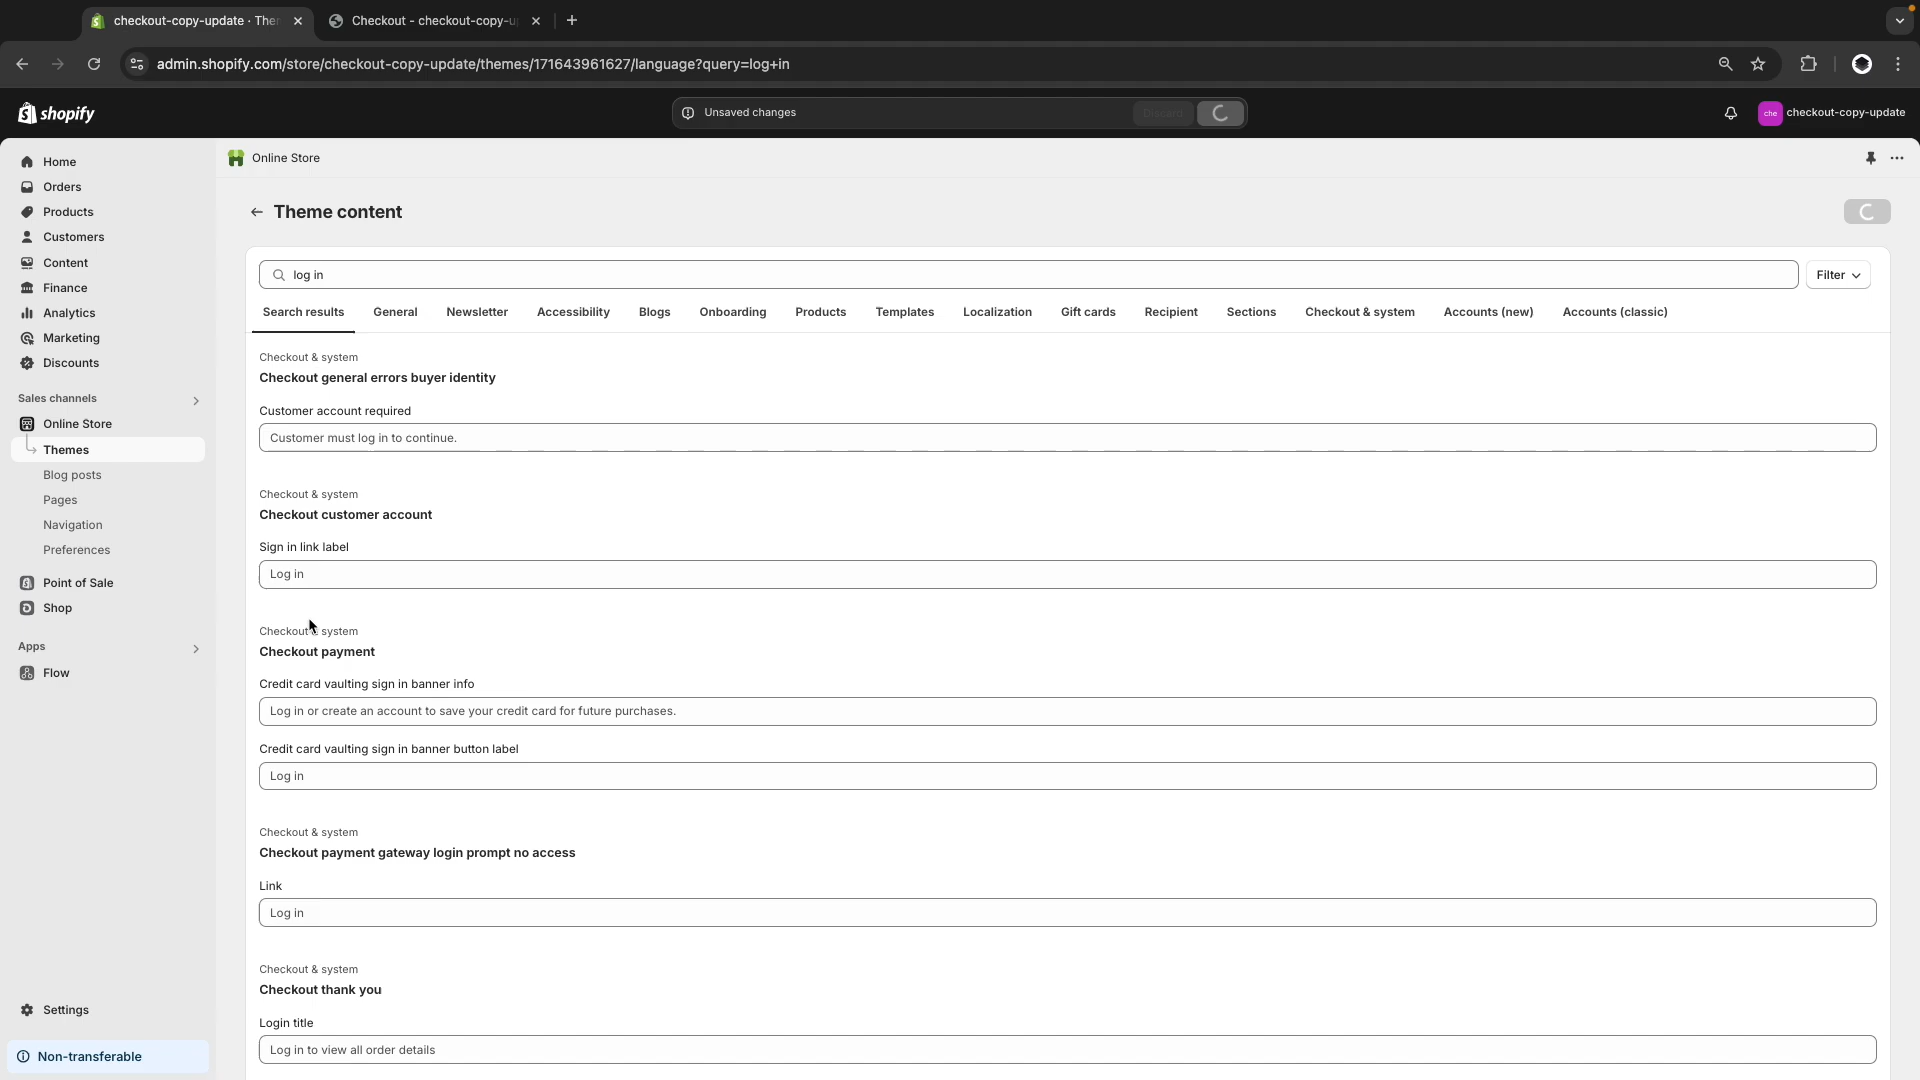 checkout-copy-update · The
Checkout - checkout-copy-u
admin.shopify.com/store/checkout-copy-update/themes/171643961627/language?query=log+in
shopify
Unsaved changes
Discard
che
checkout-copy-update
Home
Orders
Products
Customers
Content
Finance
Analytics
Marketing
Discounts
Sales channels
Online Store
Themes
Blog posts
Pages
Navigation
Preferences
Point of Sale
Shop
Apps
Flow
Settings
Non-transferable
Online Store
Theme content
log in
Filter
Search results
General
Newsletter
Accessibility
Blogs
Onboarding
Products
Templates
Localization
Gift cards
Recipient
Sections
Checkout & system
Accounts (new)
Accounts (classic)
Checkout & system
Checkout general errors buyer identity
Customer account required
Customer must log in to continue.
Checkout & system
Checkout customer account
Sign in link label
Log in
Checkout & system
Checkout payment
Credit card vaulting sign in banner info
Log in or create an account to save your credit card for future purchases.
Credit card vaulting sign in banner button label
Log in
Checkout & system
Checkout payment gateway login prompt no access
Link
Log in
Checkout & system
Checkout thank you
Login title
Log in to view all order details